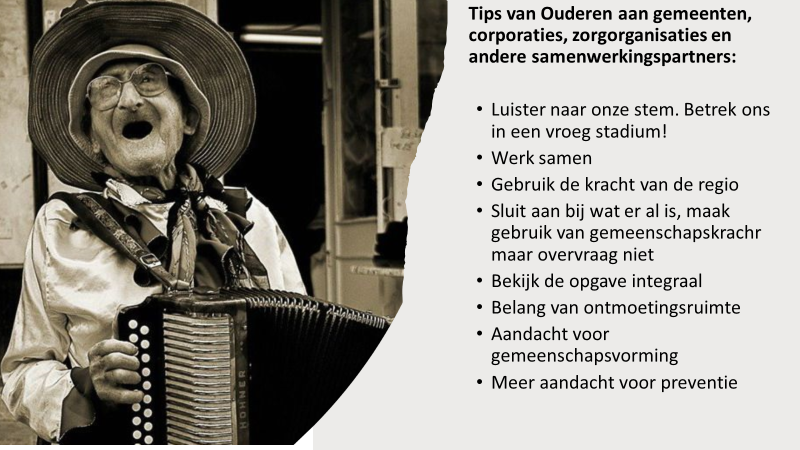 Tips van Ouderen aan gemeenten,
corporaties, zorgorganisaties en
andere samenwerkingspartners:
• Luister naar onze stem. Betrek ons
in een vroeg stadium!
• Werk samen
• Gebruik de kracht van de regio
• Sluit aan bij wat er al is, maak
gebruik van gemeenschapskrachr
maar overvraag niet
• Bekijk de opgave integraal
• Belang van ontmoetingsruimte
• Aandacht voor
gemeenschapsvorming
• Meer aandacht voor preventie
HOHNER